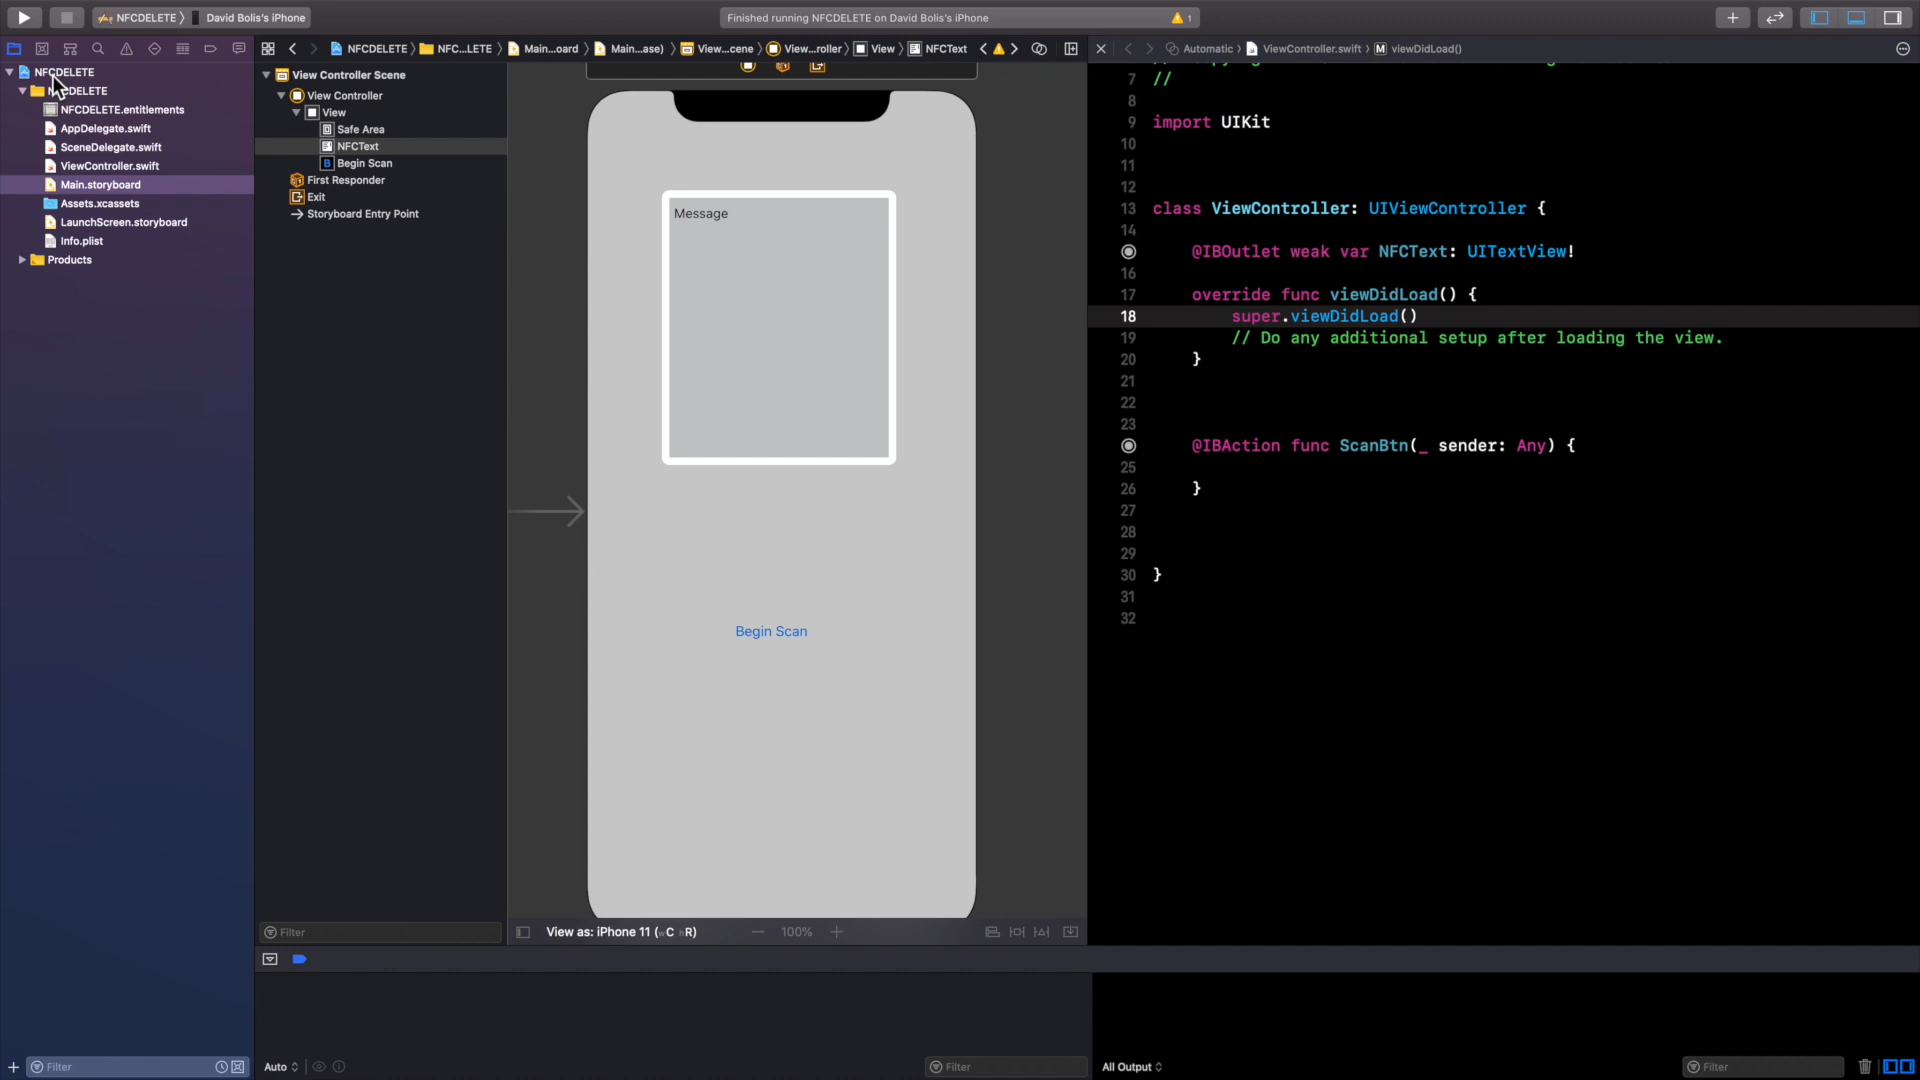 NFCDELETE
David Bolis's iPhone
Finished running NFCDELETE on David Bolis's iPhone
1
NFCDELETE
NFC...LETE
Main...oard
Main...ase)
View...cene
View...roller
View
NFCText
Automatic
ViewController.swift
M viewDidLoad()
NFCDELETE
NFCDELETE.entitlements
AppDelegate.swift
SceneDelegate.swift
ViewController.swift
Main.storyboard
Assets.xcassets
LaunchScreen.storyboard
Info.plist
Products
View Controller Scene
View Controller
View
Safe Area
NFCText
B Begin Scan
First Responder
Exit
Storyboard Entry Point
Message
Begin Scan
7 //
8
9 import UIKit
10
11
12
13 class ViewController: UIViewController {
14
@IBOutlet weak var NFCText: UITextView!
16
17 override func viewDidLoad() {
18 super.viewDidLoad()
19 // Do any additional setup after loading the view.
20 }
21
22
23
@IBAction func ScanBtn(_ sender: Any) {
25
26 }
27
28
29
30 }
31
32
Filter
View as: iPhone 11 (wC hR)
100%
Filter
Auto
Filter
All Output
Filter